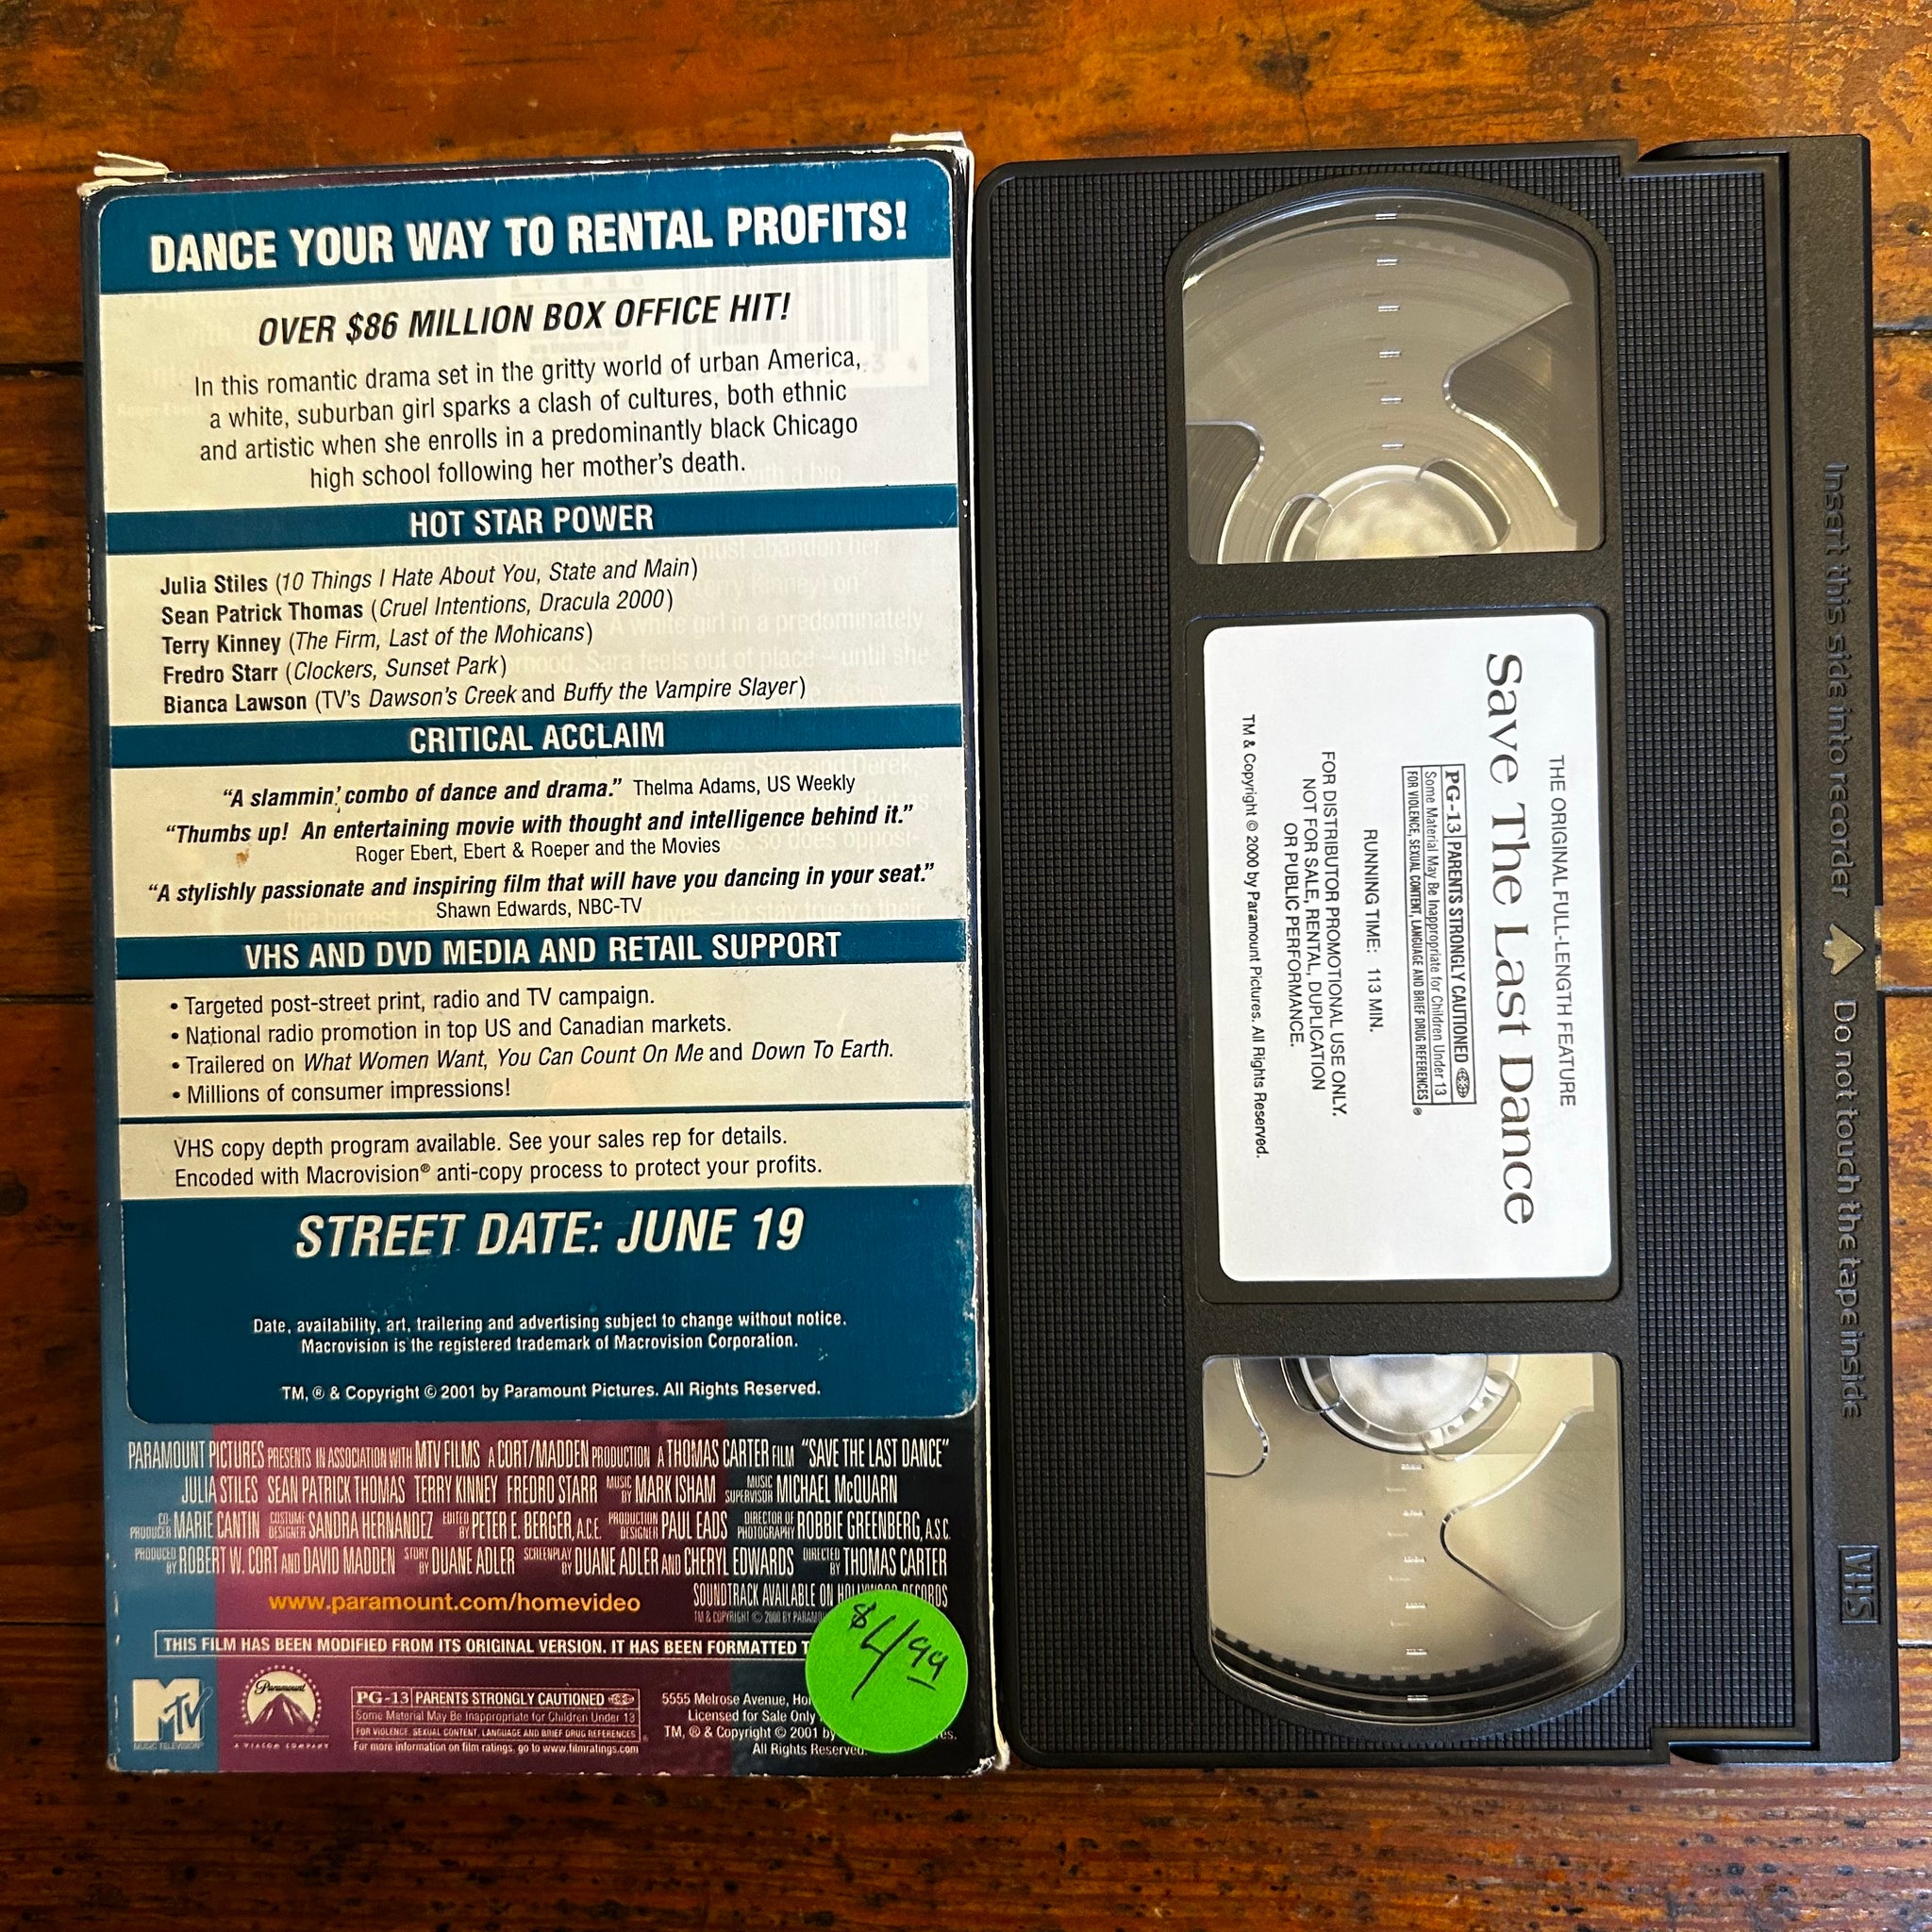 DANCE YOUR WAY TO RENTAL PROFITS!
OVER $86 MILLION BOX OFFICE HIT!
In this romantic drama set in the gritty world of urban America,
a white, suburban girl sparks a clash of cultures, both ethnic
and artistic when she enrolls in a predominantly black Chicago
high school following her mother's death.
HOT STAR POWER
Julia Stiles (10 Things I Hate About You, State and Main)
Sean Patrick Thomas (Cruel Intentions, Dracula 2000)
Terry Kinney (The Firm, Last of the Mohicans)
Fredro Starr (Clockers, Sunset Park)
Bianca Lawson (TV's Dawson's Creek and Buffy the Vampire Slayer)
CRITICAL ACCLAIM
“A slammin' combo of dance and drama.” Thelma Adams, US Weekly
“Thumbs up! An entertaining movie with thought and intelligence behind it.”
Roger Ebert, Ebert & Roeper and the Movies
“A stylishly passionate and inspiring film that will have you dancing in your seat.”
Shawn Edwards, NBC-TV
VHS AND DVD MEDIA AND RETAIL SUPPORT
• Targeted post-street print, radio and TV campaign.
• National radio promotion in top US and Canadian markets.
• Trailered on What Women Want, You Can Count On Me and Down To Earth.
• Millions of consumer impressions!
VHS copy depth program available. See your sales rep for details.
Encoded with Macrovision® anti-copy process to protect your profits.
STREET DATE: JUNE 19
Date, availability, art, trailering and advertising subject to change without notice.
Macrovision is the registered trademark of Macrovision Corporation.
TM, ® & Copyright © 2001 by Paramount Pictures. All Rights Reserved.
PARAMOUNT PICTURES PRESENTS IN ASSOCIATION WITH MTV FILMS A CORT/MADDEN PRODUCTION A THOMAS CARTER FILM “SAVE THE LAST DANCE”
JULIA STILES SEAN PATRICK THOMAS TERRY KINNEY FREDRO STARR MUSIC BY MARK ISHAM MUSIC SUPERVISOR MICHAEL McQUARN
CO-PRODUCER MARIE CANTIN COSTUME DESIGNER SANDRA HERNANDEZ EDITED BY PETER E. BERGER, A.C.E. PRODUCTION DESIGNER PAUL EADS DIRECTOR OF PHOTOGRAPHY ROBBIE GREENBERG, A.S.C.
PRODUCED BY ROBERT W. CORT AND DAVID MADDEN STORY BY DUANE ADLER SCREENPLAY BY DUANE ADLER AND CHERYL EDWARDS DIRECTED BY THOMAS CARTER
www.paramount.com/homevideo
SOUNDTRACK AVAILABLE ON HOLLYWOOD RECORDS
TM & COPYRIGHT © 2000 BY
THIS FILM HAS BEEN MODIFIED FROM ITS ORIGINAL VERSION. IT HAS BEEN FORMATTED
$4.99
MTV
MUSIC TELEVISION
Paramount
A VIACOM COMPANY
PG-13 PARENTS STRONGLY CAUTIONED
Some Material May Be Inappropriate for Children Under 13
FOR VIOLENCE, SEXUAL CONTENT, LANGUAGE AND BRIEF DRUG REFERENCES
For more information on film ratings, go to www.filmratings.com
5555 Melrose Avenue,
Licensed for Sale Only
TM, ® & Copyright © 2001 by
All Rights Reserved.
THE ORIGINAL FULL-LENGTH FEATURE
Save The Last Dance
PG-13 PARENTS STRONGLY CAUTIONED
Some Material May Be Inappropriate for Children Under 13
FOR VIOLENCE, SEXUAL CONTENT, LANGUAGE AND BRIEF DRUG REFERENCES ®
RUNNING TIME: 113 MIN.
FOR DISTRIBUTOR PROMOTIONAL USE ONLY.
NOT FOR SALE, RENTAL, DUPLICATION
OR PUBLIC PERFORMANCE.
TM & Copyright © 2000 by Paramount Pictures. All Rights Reserved.
Insert this side into recorder Do not touch the tape inside
VHS